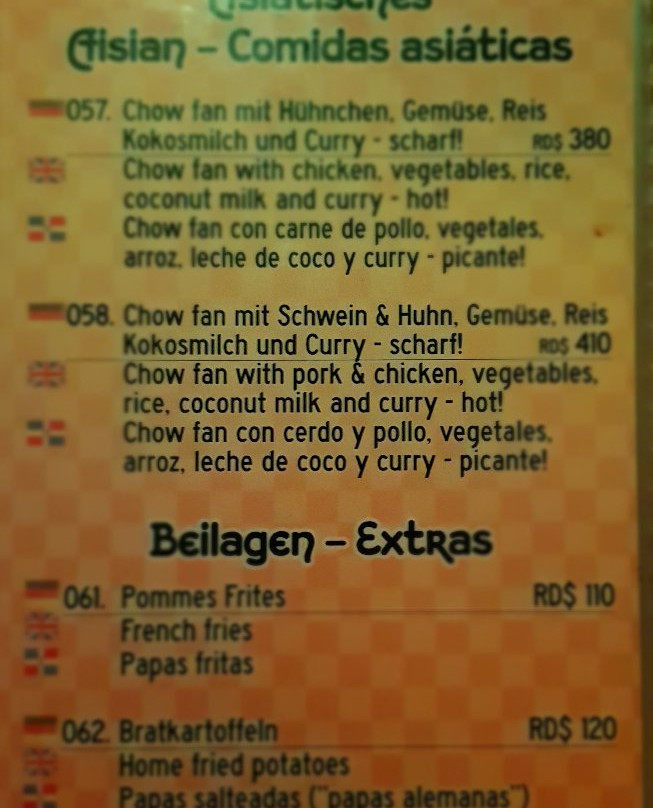 Asiatisches
Aisian – Comidas asiáticas
057. Chow fan mit Hühnchen, Gemüse, Reis
Kokosmilch und Curry - scharf! RD$ 380
Chow fan with chicken, vegetables, rice,
coconut milk and curry - hot!
Chow fan con carne de pollo, vegetales,
arroz, leche de coco y curry - picante!
058. Chow fan mit Schwein & Huhn, Gemüse, Reis
Kokosmilch und Curry - scharf! RD$ 410
Chow fan with pork & chicken, vegetables,
rice, coconut milk and curry - hot!
Chow fan con cerdo y pollo, vegetales,
arroz, leche de coco y curry - picante!
Beilagen – Extras
061. Pommes Frites RD$ 110
French fries
Papas fritas
062. Bratkartoffeln RD$ 120
Home fried potatoes
Papas salteadas ("papas alemanas")